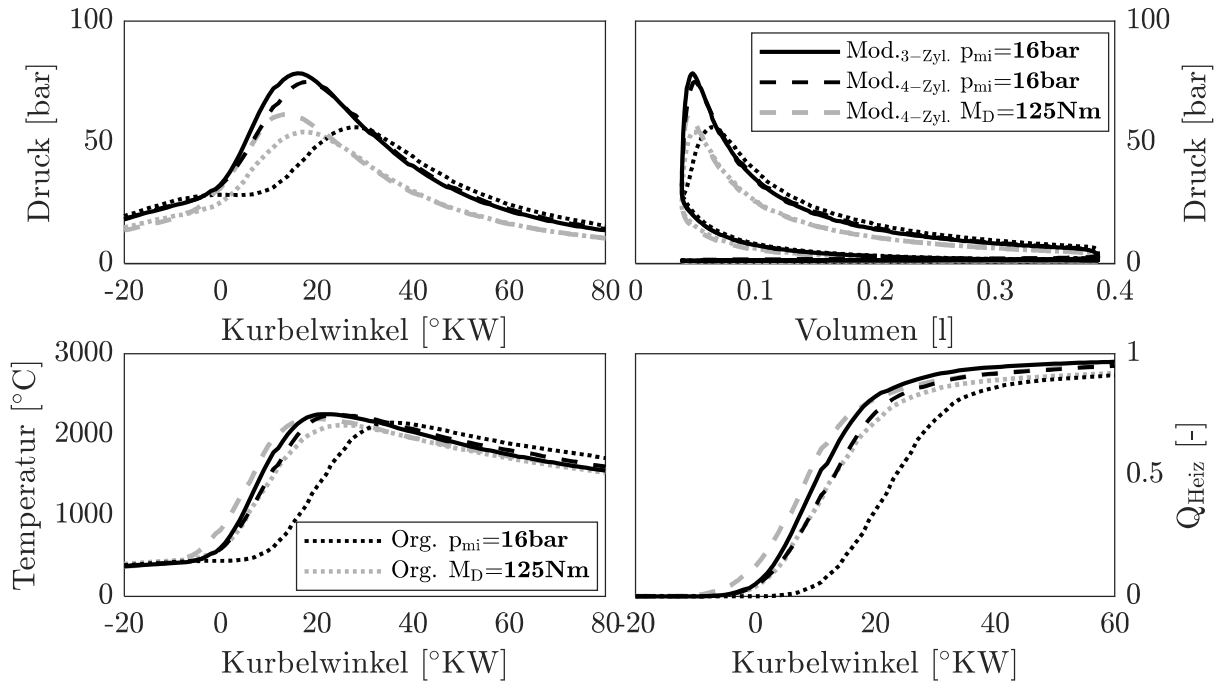 100
50
0
Druck [bar]
-20
0
20
40
60
80
Kurbelwinkel [°KW]
100
50
0
Druck [bar]
0
0.1
0.2
0.3
0.4
Volumen [l]
Mod.3-Zyl. pmi=16bar
Mod.4-Zyl. pmi=16bar
Mod.4-Zyl. MD=125Nm
3000
2000
1000
0
Temperatur [°C]
-20
0
20
40
60
80
Kurbelwinkel [°KW]
Org. pmi=16bar
Org. MD=125Nm
1
0.5
0
QHeiz [-]
-20
0
20
40
60
Kurbelwinkel [°KW]